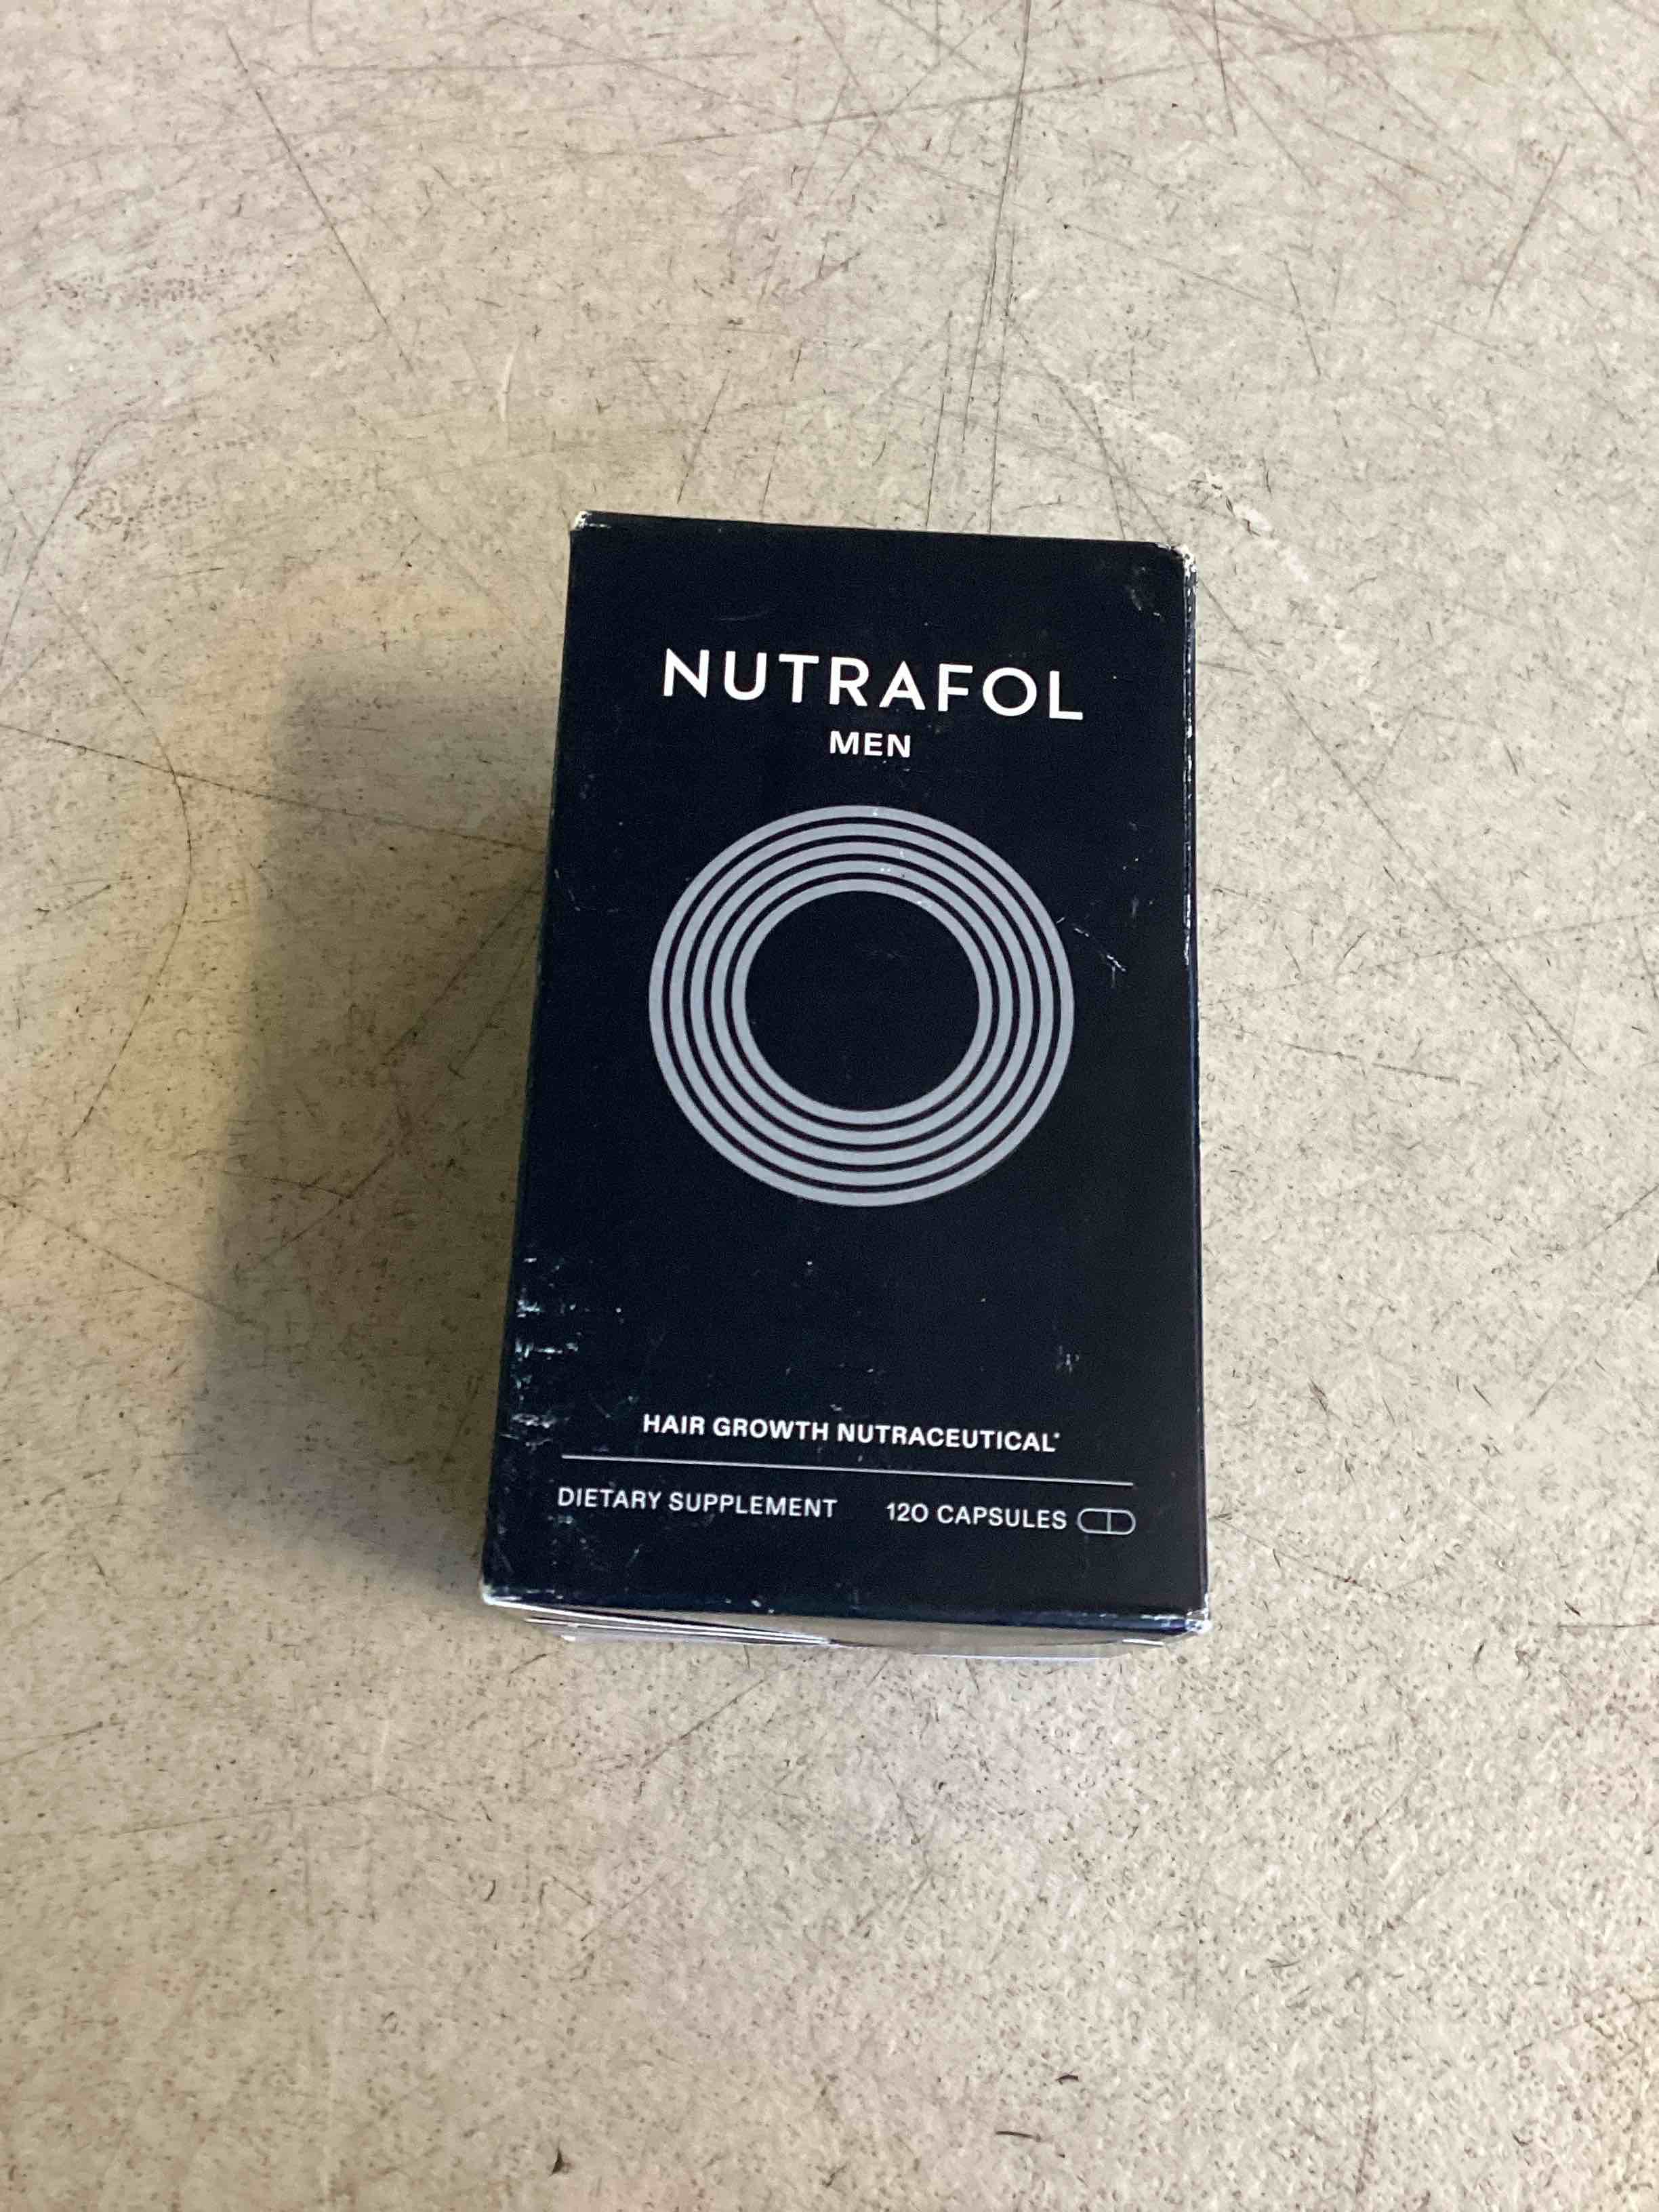 NUTRAFOL
MEN
HAIR GROWTH NUTRACEUTICAL*
DIETARY SUPPLEMENT 120 CAPSULES